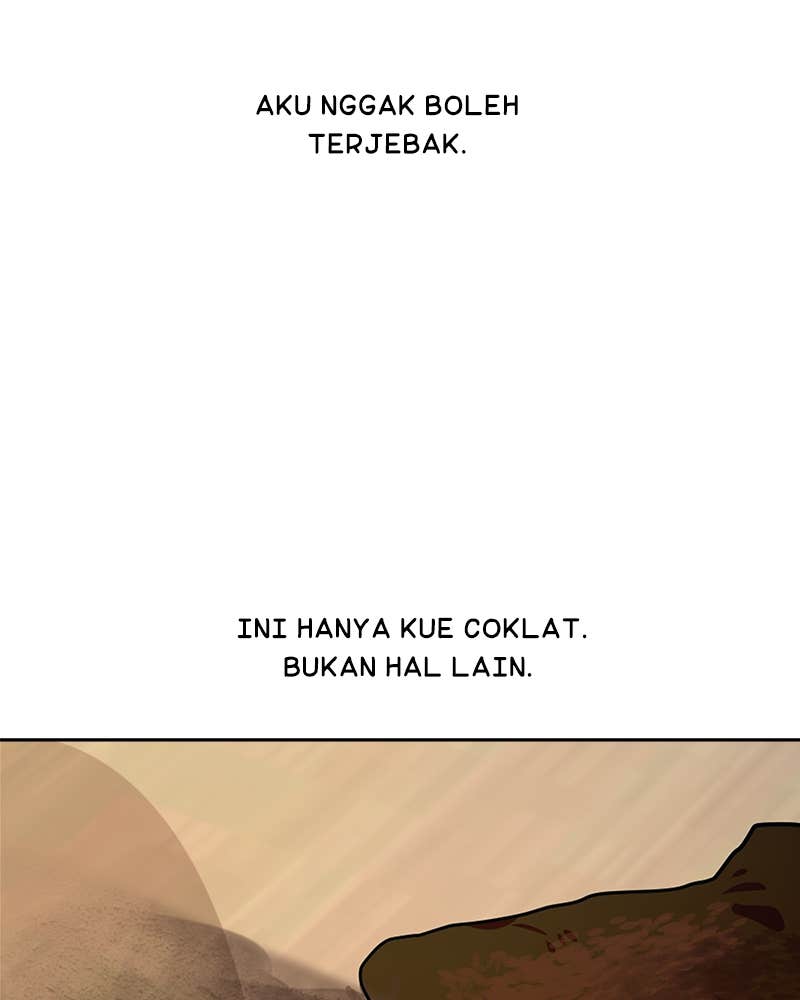 AKU NGGAK BOLEH
TERJEBAK.
INI HANYA KUE COKLAT.
BUKAN HAL LAIN.